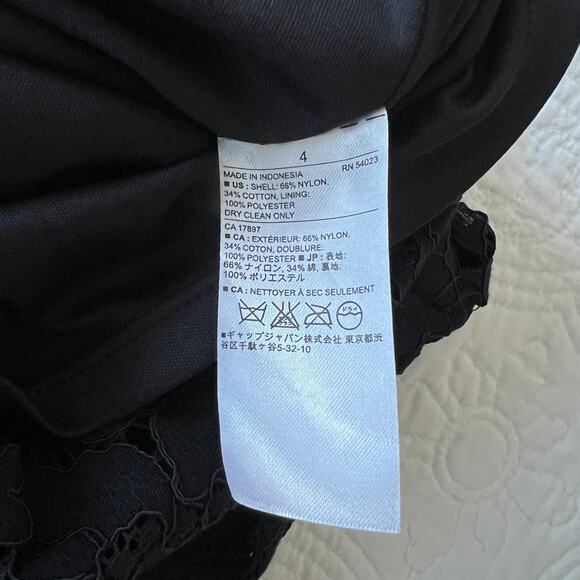 4
MADE IN INDONESIA RN 54023
■ US : SHELL: 66% NYLON,
34% COTTON, LINING:
100% POLYESTER
DRY CLEAN ONLY
CA 17897
■ CA : EXTÉRIEUR: 66% NYLON,
34% COTON, DOUBLURE:
100% POLYESTER ■ JP : 表地:
66% ナイロン, 34% 綿, 裏地:
100% ポリエステル
■ CA : NETTOYER À SEC SEULEMENT
ドライ
■ギャップジャパン株式会社 東京都渋
谷区千駄ケ谷5-32-10